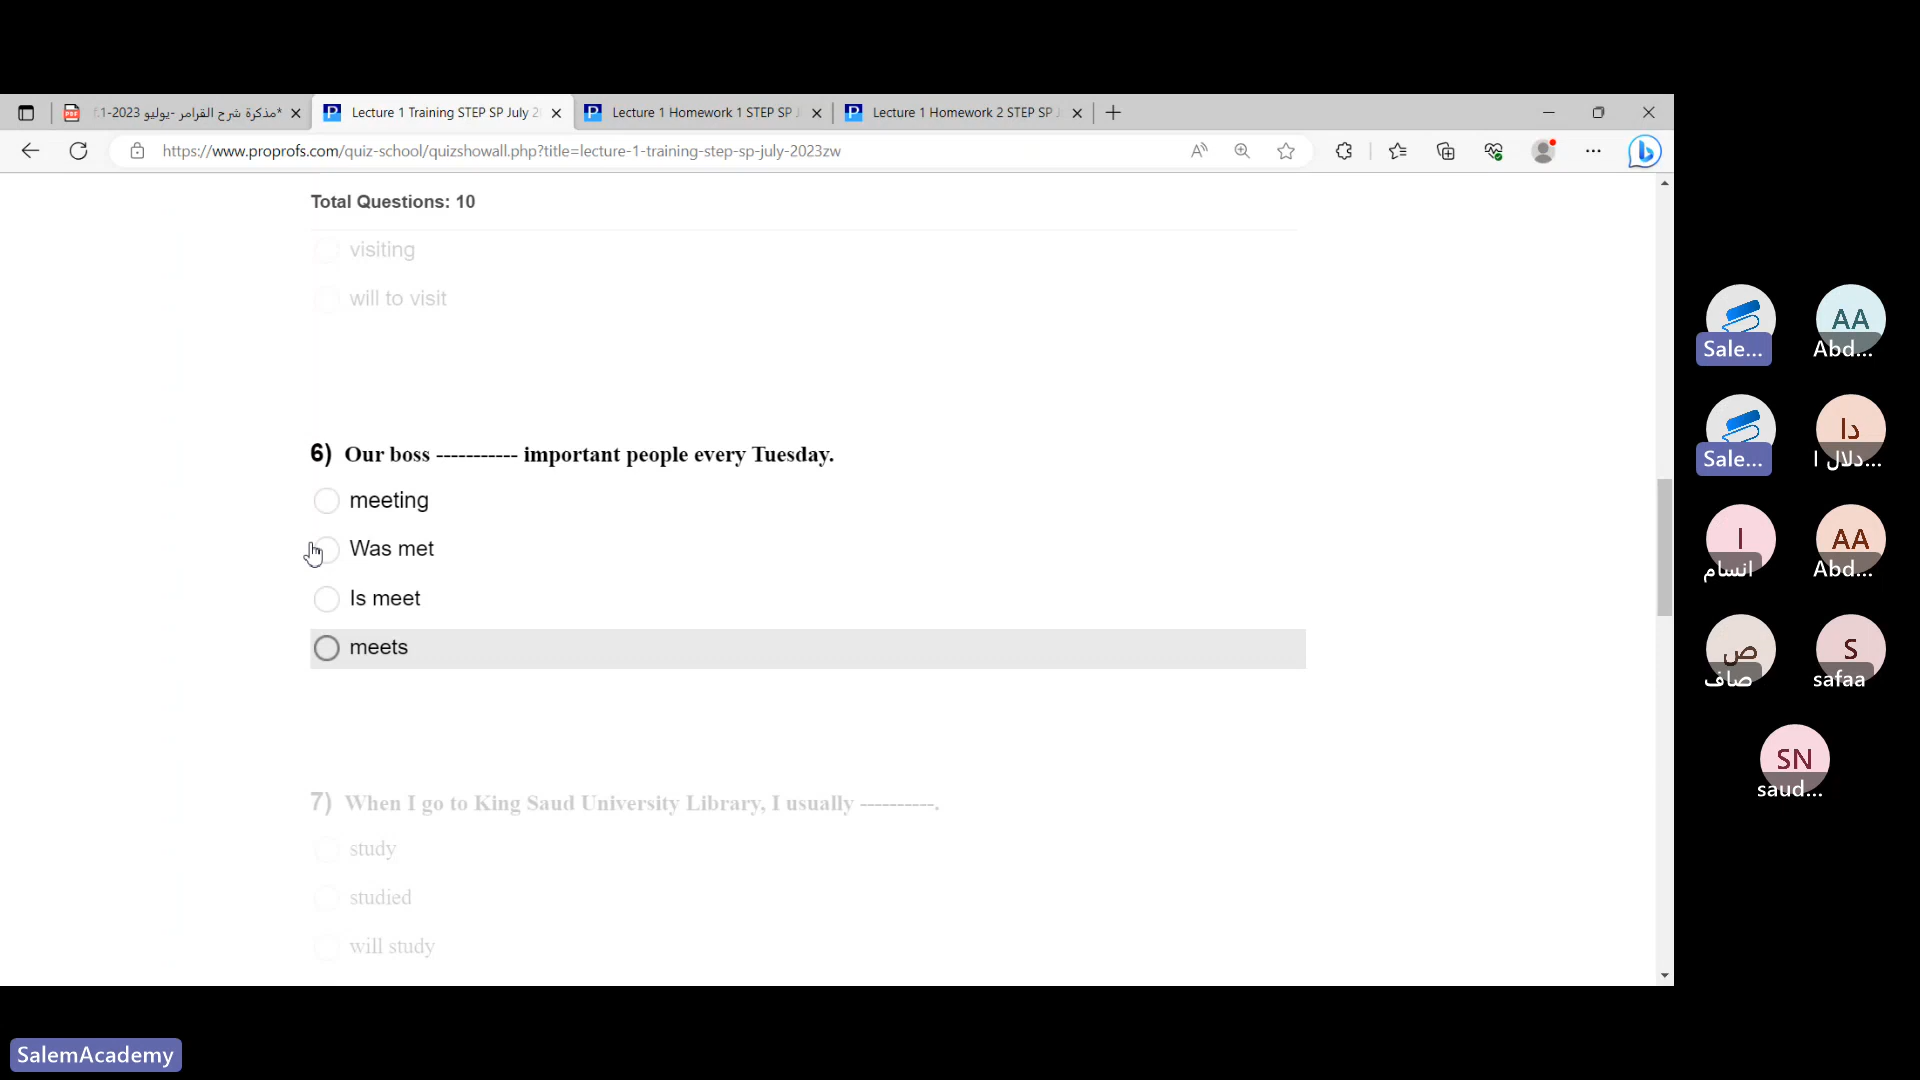 *مذكرة شرح القرامر -يوليو 2023-1
Lecture 1 Training STEP SP July 2
Lecture 1 Homework 1 STEP SP J
Lecture 1 Homework 2 STEP SP J
https://www.proprofs.com/quiz-school/quizshowall.php?title=lecture-1-training-step-sp-july-2023zw
Total Questions: 10
visiting
will to visit
6) Our boss ----------- important people every Tuesday.
meeting
Was met
Is meet
meets
7) When I go to King Saud University Library, I usually ----------.
study
studied
will study
Sale...
AA
Abd...
Sale...
دا
دلال ا...
ا
انسام
AA
Abd...
ص
صاف
S
safaa
SN
saud...
SalemAcademy